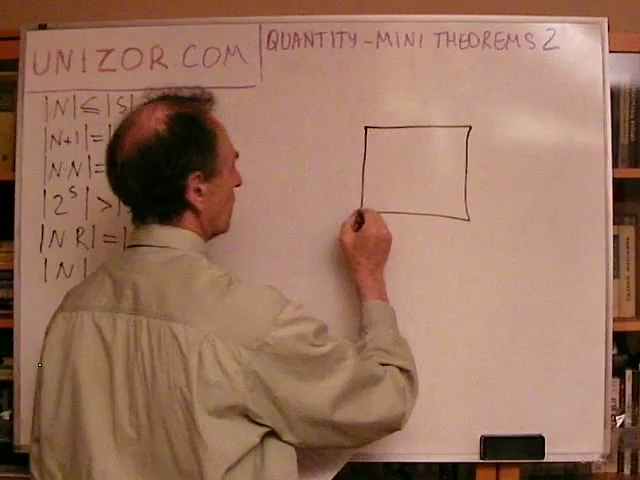 UNIZOR.COM
QUANTITY-MINI THEOREMS 2
|N| ≤ |S|
|N+1| =
|N·N| =
|2^S| > |S
|N·R| = |
|N|